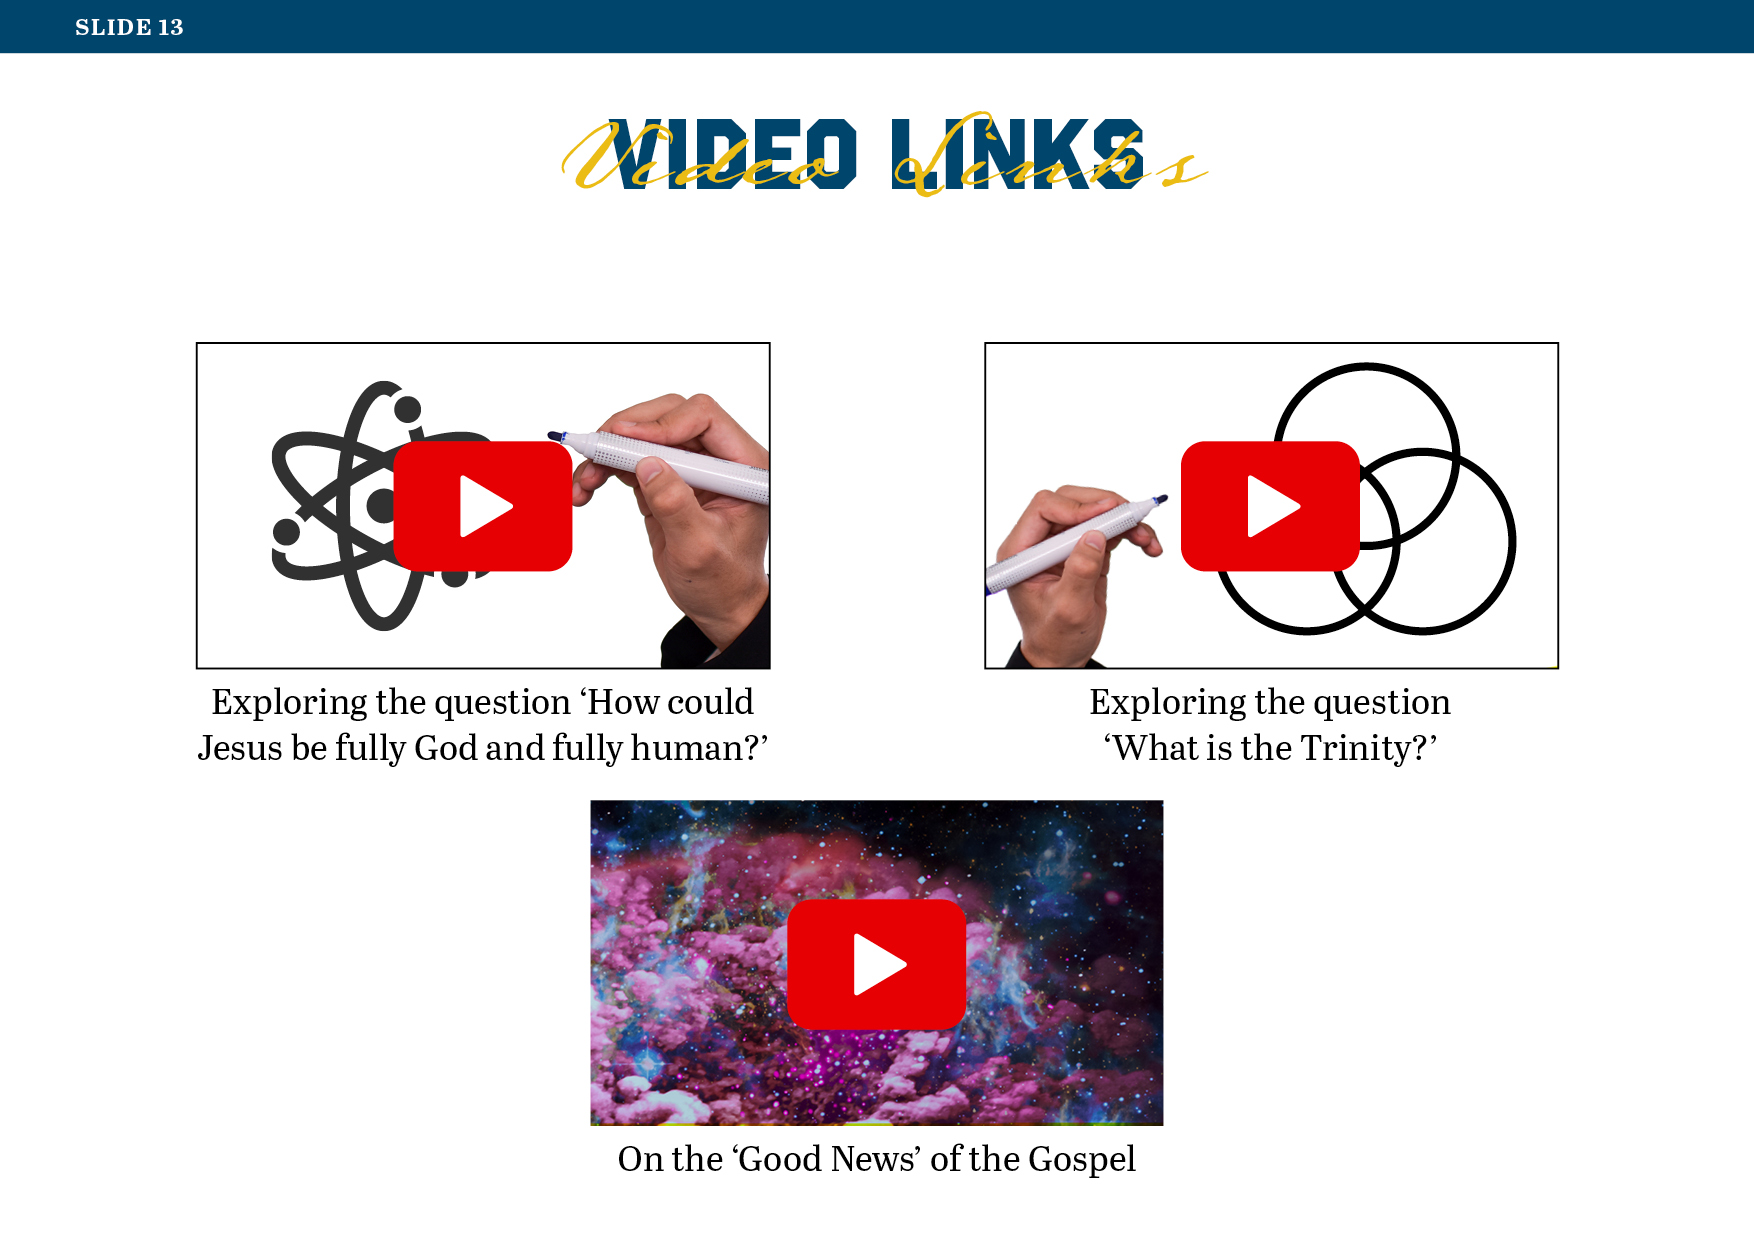 SLIDE 13
VIDEO LINKS
Video Links
Exploring the question ‘How could
Jesus be fully God and fully human?’
Exploring the question
‘What is the Trinity?’
On the ‘Good News’ of the Gospel